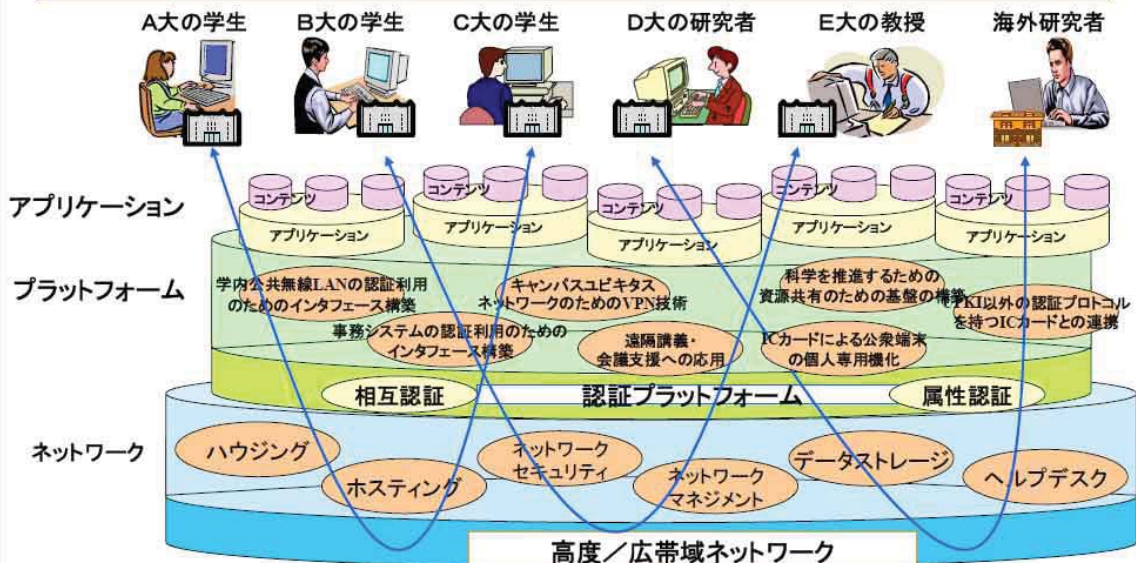 A大の学生
B大の学生
C大の学生
D大の研究者
E大の教授
海外研究者
コンテンツ
コンテンツ
コンテンツ
コンテンツ
コンテンツ
アプリケーション
アプリケーション
アプリケーション
アプリケーション
アプリケーション
アプリケーション
プラットフォーム
学内公共無線LANの認証利用
のためのインタフェース構築
キャンパスユビキタス
ネットワークのためのVPN技術
科学を推進するための
資源共有のための基盤の構築
PKI以外の認証プロトコル
を持つICカードとの連携
事務システムの認証利用のための
インタフェース構築
遠隔講義・
会議支援への応用
ICカードによる公衆端末
の個人専用機化
相互認証
認証プラットフォーム
属性認証
ネットワーク
ハウジング
ネットワーク
セキュリティ
データストレージ
ホスティング
ネットワーク
マネジメント
ヘルプデスク
高度／広帯域ネットワーク